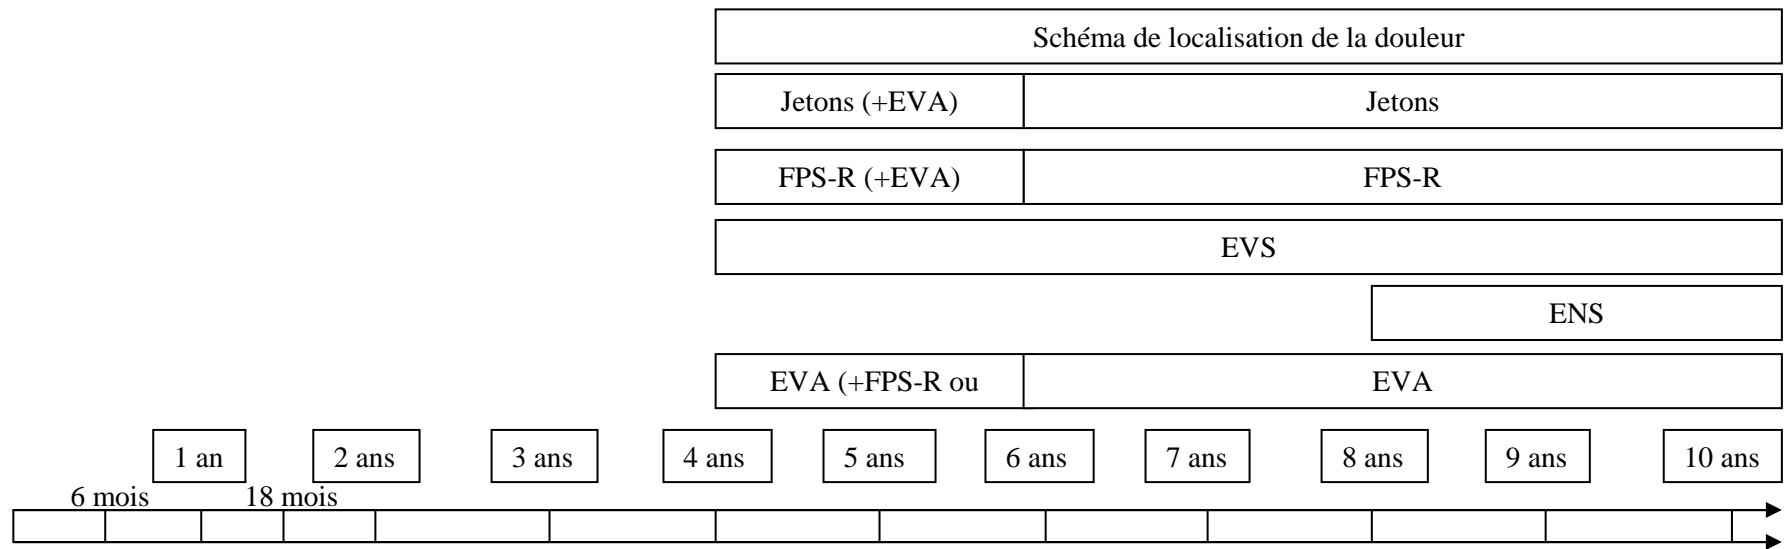 Schéma de localisation de la douleur
Jetons (+EVA) Jetons
FPS-R (+EVA) FPS-R
EVS
ENS
EVA (+FPS-R ou EVA
1 an 2 ans 3 ans 4 ans 5 ans 6 ans 7 ans 8 ans 9 ans 10 ans
6 mois 18 mois